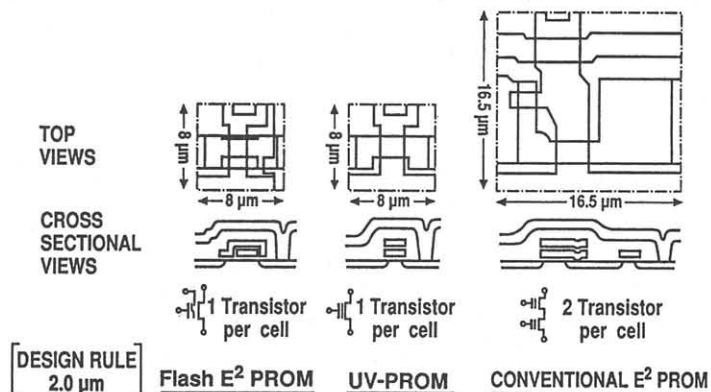 TOP
VIEWS
8 µm
8 µm
8 µm
8 µm
16.5 µm
16.5 µm
CROSS
SECTIONAL
VIEWS
1 Transistor
per cell
1 Transistor
per cell
2 Transistor
per cell
DESIGN RULE
2.0 µm
Flash E² PROM
UV-PROM
CONVENTIONAL E² PROM